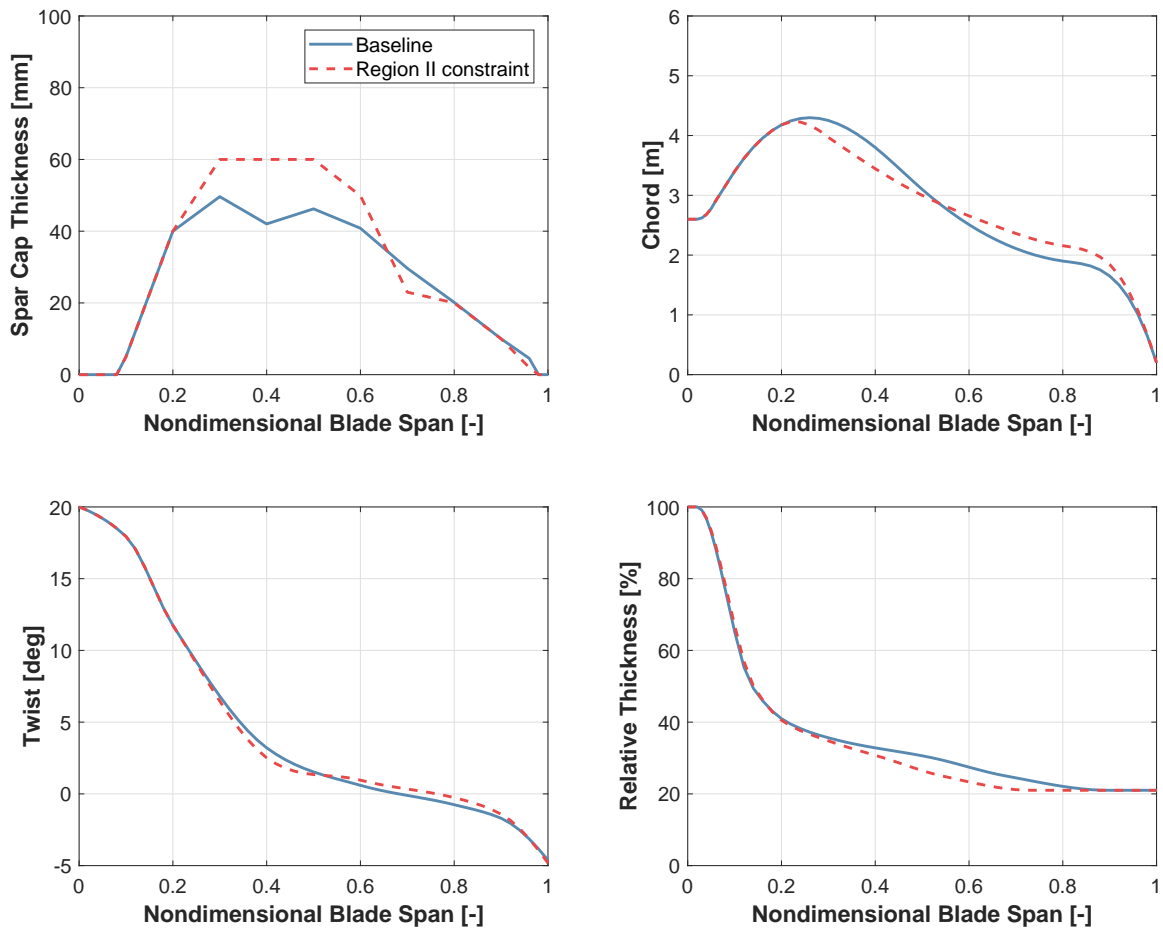 100
80
60
40
20
0
Spar Cap Thickness [mm]
Baseline
Region II constraint
0 0.2 0.4 0.6 0.8 1
Nondimensional Blade Span [-]
6
5
4
3
2
1
0
Chord [m]
0 0.2 0.4 0.6 0.8 1
Nondimensional Blade Span [-]
20
15
10
5
0
-5
Twist [deg]
0 0.2 0.4 0.6 0.8 1
Nondimensional Blade Span [-]
100
80
60
40
20
0
Relative Thickness [%]
0 0.2 0.4 0.6 0.8 1
Nondimensional Blade Span [-]